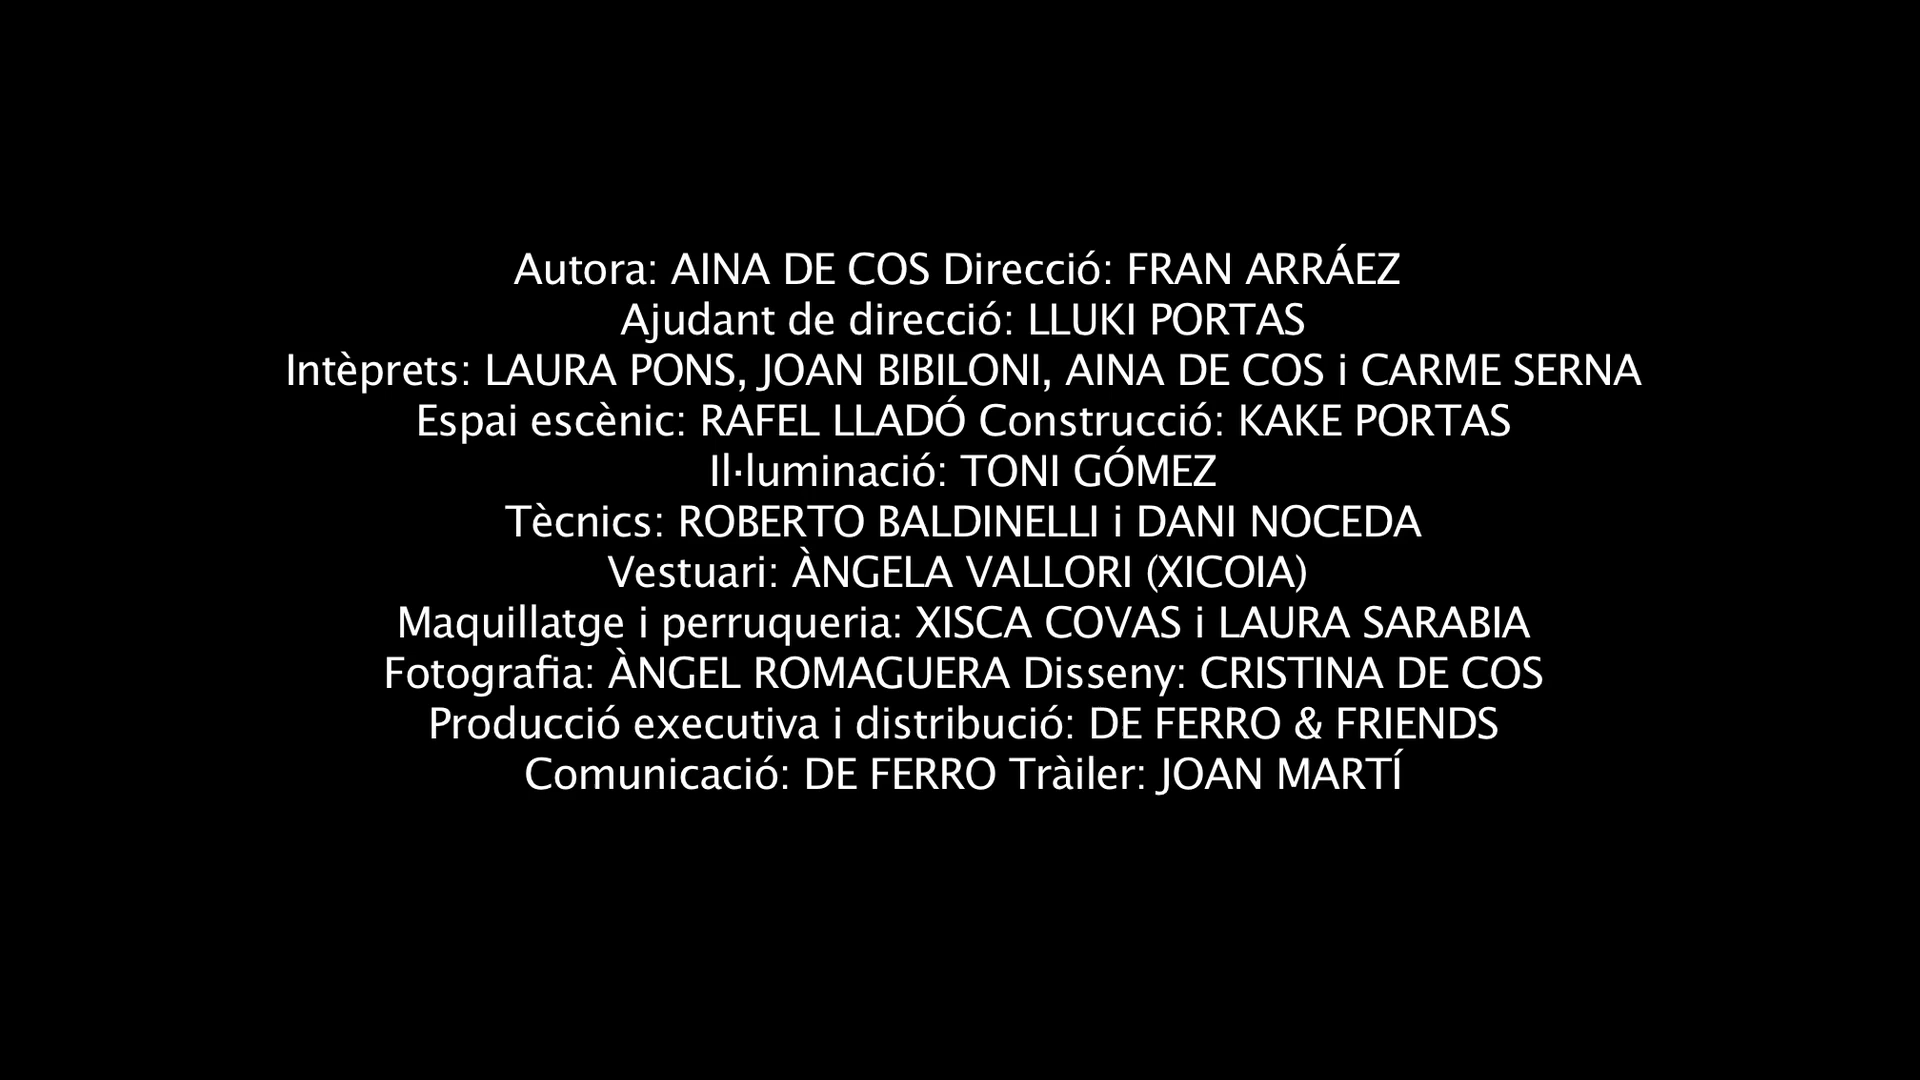 Autora: AINA DE COS Direcció: FRAN ARRÁEZ
Ajudant de direcció: LLUKI PORTAS
Intèprets: LAURA PONS, JOAN BIBILONI, AINA DE COS i CARME SERNA
Espai escènic: RAFEL LLADÓ Construcció: KAKE PORTAS
Il·luminació: TONI GÓMEZ
Tècnics: ROBERTO BALDINELLI i DANI NOCEDA
Vestuari: ÀNGELA VALLORI (XICOIA)
Maquillatge i perruqueria: XISCA COVAS i LAURA SARABIA
Fotografia: ÀNGEL ROMAGUERA Disseny: CRISTINA DE COS
Producció executiva i distribució: DE FERRO & FRIENDS
Comunicació: DE FERRO Tràiler: JOAN MARTÍ